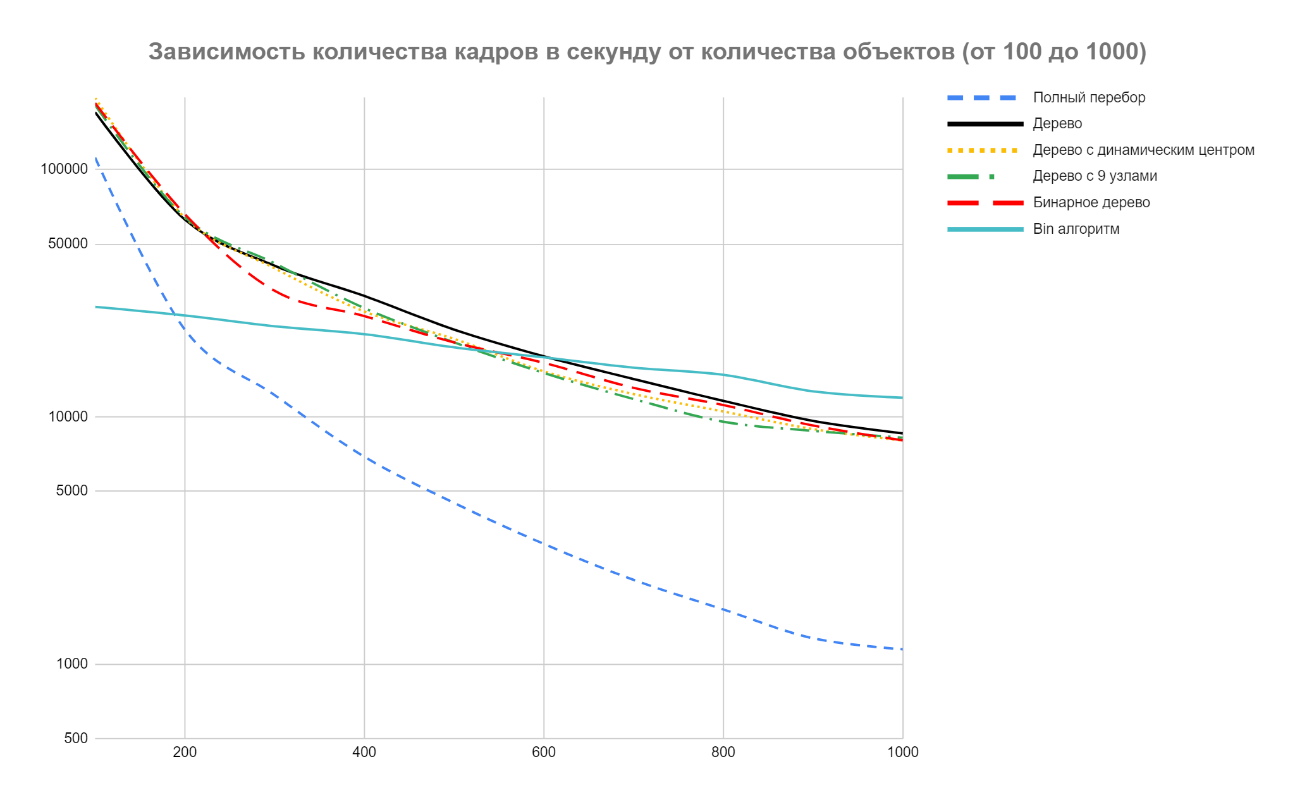 Зависимость количества кадров в секунду от количества объектов (от 100 до 1000)
Полный перебор
Дерево
Дерево с динамическим центром
Дерево с 9 узлами
Бинарное дерево
Bin алгоритм
100000
50000
10000
5000
1000
500
200
400
600
800
1000